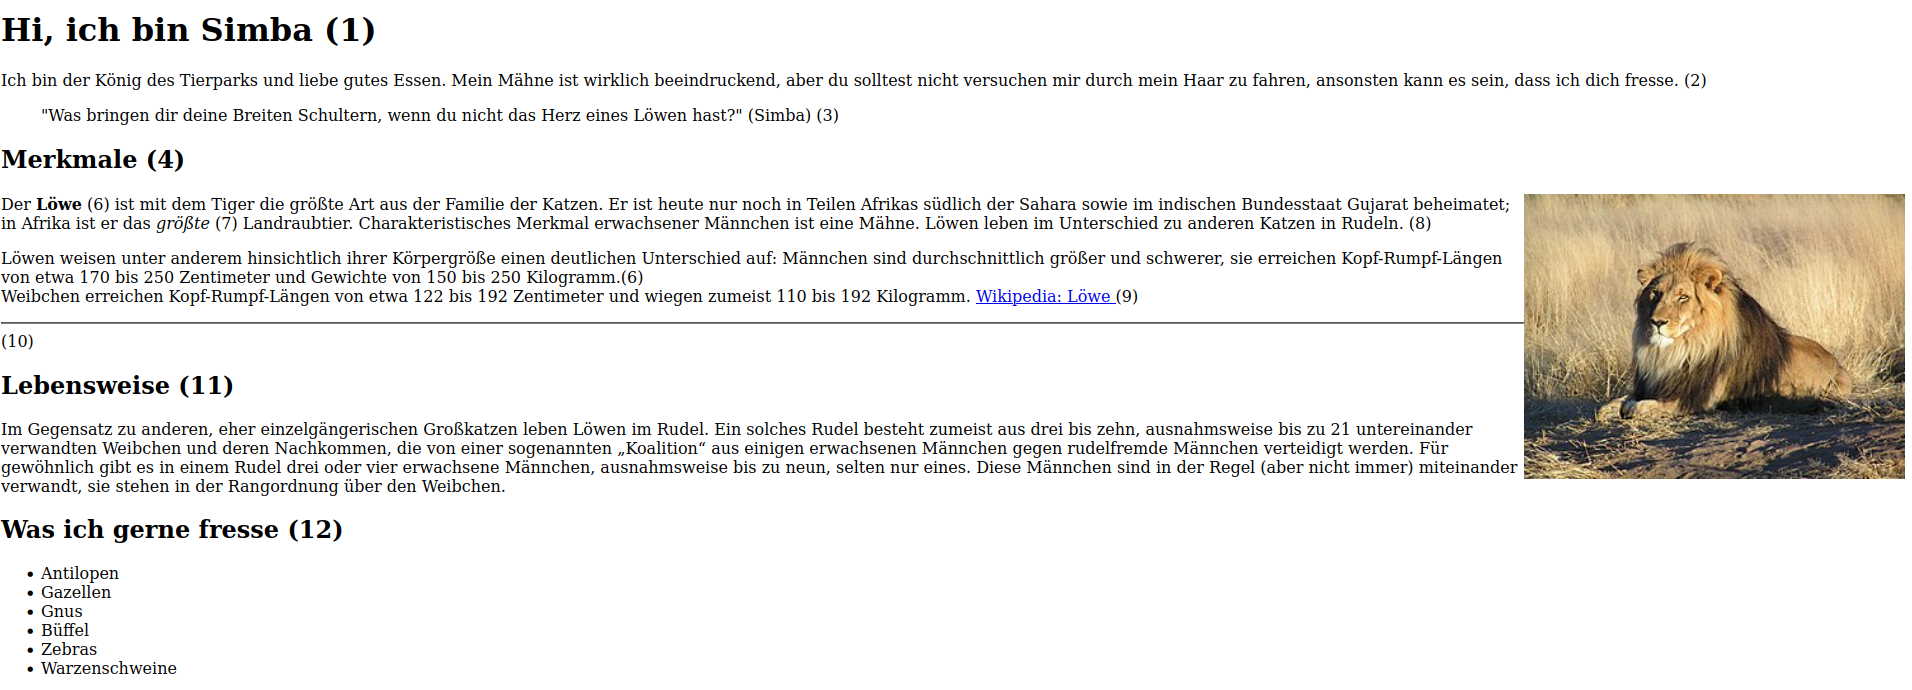 Hi, ich bin Simba (1)
Ich bin der König des Tierparks und liebe gutes Essen. Mein Mähne ist wirklich beeindruckend, aber du solltest nicht versuchen mir durch mein Haar zu fahren, ansonsten kann es sein, dass ich dich fresse. (2)
"Was bringen dir deine Breiten Schultern, wenn du nicht das Herz eines Löwen hast?" (Simba) (3)
Merkmale (4)
Der Löwe (6) ist mit dem Tiger die größte Art aus der Familie der Katzen. Er ist heute nur noch in Teilen Afrikas südlich der Sahara sowie im indischen Bundesstaat Gujarat beheimatet;
in Afrika ist er das größte (7) Landraubtier. Charakteristisches Merkmal erwachsener Männchen ist eine Mähne. Löwen leben im Unterschied zu anderen Katzen in Rudeln. (8)
Löwen weisen unter anderem hinsichtlich ihrer Körpergröße einen deutlichen Unterschied auf: Männchen sind durchschnittlich größer und schwerer, sie erreichen Kopf-Rumpf-Längen
von etwa 170 bis 250 Zentimeter und Gewichte von 150 bis 250 Kilogramm.(6)
Weibchen erreichen Kopf-Rumpf-Längen von etwa 122 bis 192 Zentimeter und wiegen zumeist 110 bis 192 Kilogramm. Wikipedia: Löwe (9)
(10)
Lebensweise (11)
Im Gegensatz zu anderen, eher einzelgängerischen Großkatzen leben Löwen im Rudel. Ein solches Rudel besteht zumeist aus drei bis zehn, ausnahmsweise bis zu 21 untereinander
verwandten Weibchen und deren Nachkommen, die von einer sogenannten „Koalition“ aus einigen erwachsenen Männchen gegen rudelfremde Männchen verteidigt werden. Für
gewöhnlich gibt es in einem Rudel drei oder vier erwachsene Männchen, ausnahmsweise bis zu neun, selten nur eines. Diese Männchen sind in der Regel (aber nicht immer) miteinander
verwandt, sie stehen in der Rangordnung über den Weibchen.
Was ich gerne fresse (12)
• Antilopen
• Gazellen
• Gnus
• Büffel
• Zebras
• Warzenschweine